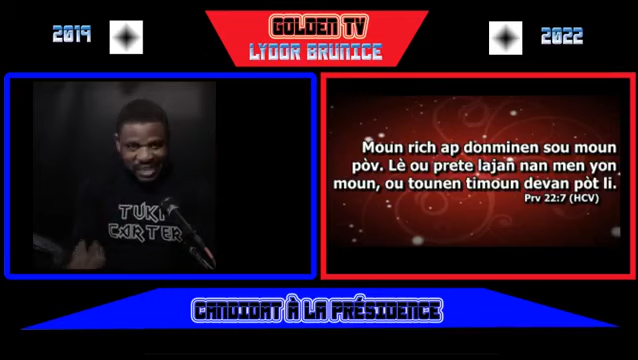 2019
GOLDEN TV
LYDOR BRUNICE
2022
TUKI
CARTER
Moun rich ap donminen sou moun
pòv. Lè ou prete lajan nan men yon
moun, ou tounen timoun devan pòt li.
Prv 22:7 (HCV)
CANDIDAT À LA PRÉSIDENCE